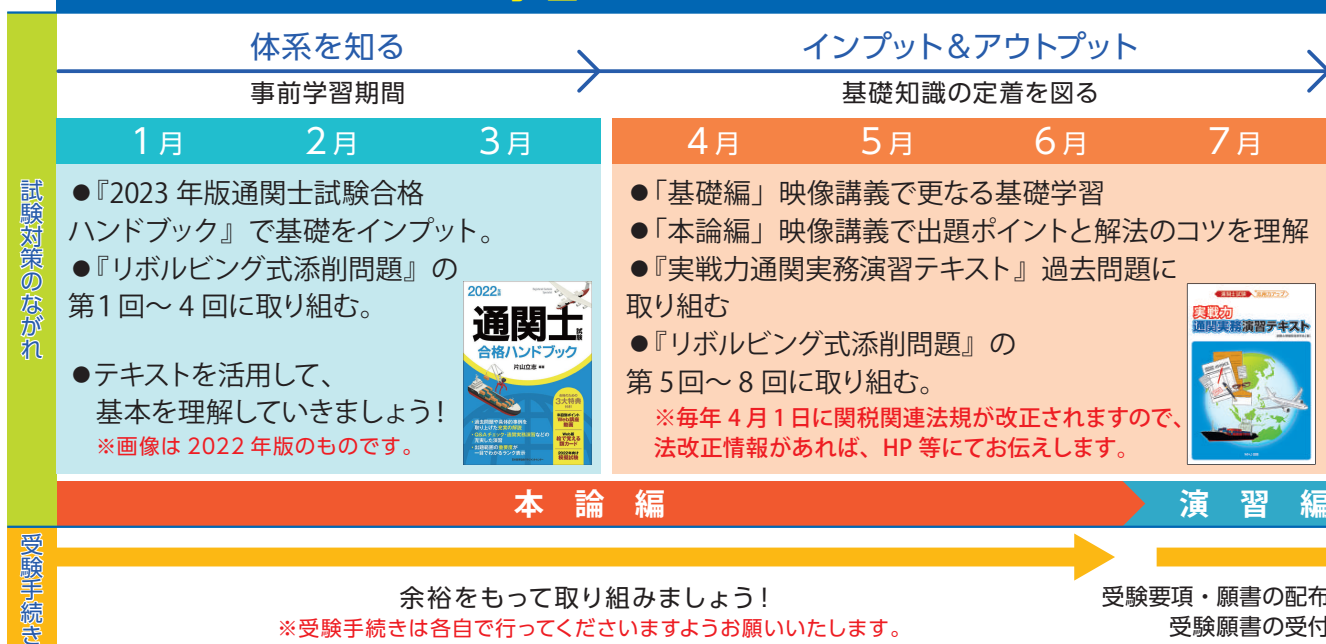 体系を知る
インプット＆アウトプット
事前学習期間
基礎知識の定着を図る
1月 2月 3月
4月 5月 6月 7月
試験対策のながれ
●『2023 年版通関士試験合格
ハンドブック』で基礎をインプット。
●『リボルビング式添削問題』の
第1回～4回に取り組む。
●テキストを活用して、
基本を理解していきましょう！
※画像は 2022 年版のものです。
2022年版
通関士試験
合格ハンドブック
片山立志
3大特典
●「基礎編」映像講義で更なる基礎学習
●「本論編」映像講義で出題ポイントと解法のコツを理解
●『実戦力通関実務演習テキスト』過去問題に
取り組む
●『リボルビング式添削問題』の
第5回～8回に取り組む。
※毎年4月1日に関税関連法規が改正されますので、
法改正情報があれば、HP 等にてお伝えします。
実戦力
通関実務演習テキスト
本論編
演習編
受験手続き
余裕をもって取り組みましょう！
※受験手続きは各自で行ってくださいますようお願いいたします。
受験要項・願書の配布
受験願書の受付